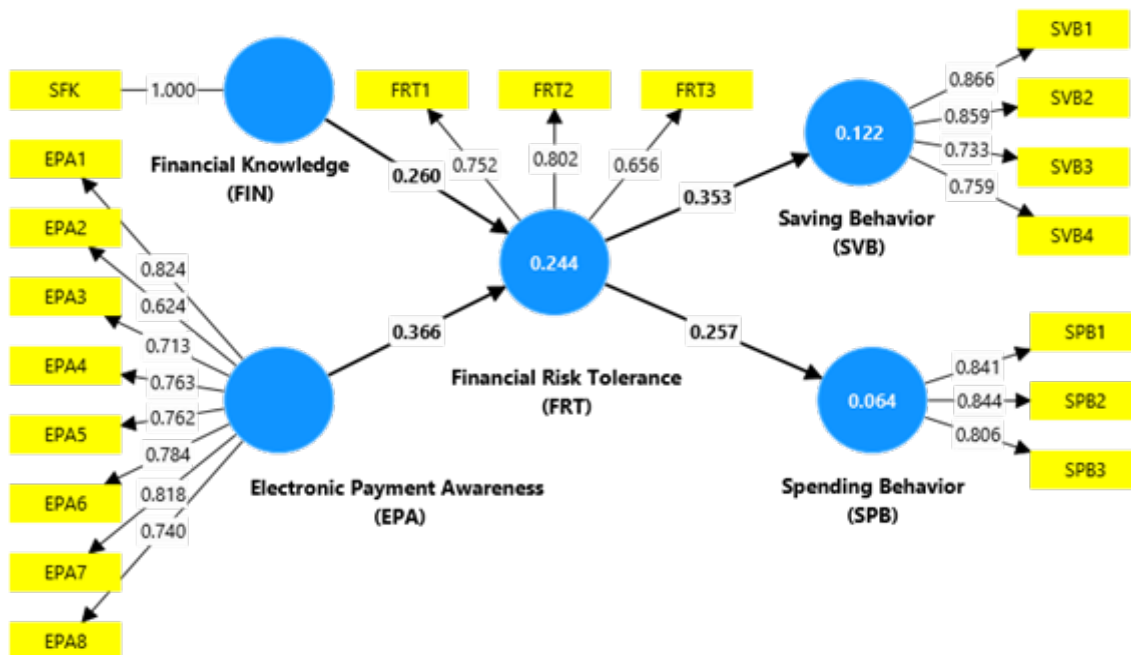 SFK
1.000
Financial Knowledge
(FIN)
EPA1
EPA2
EPA3
EPA4
EPA5
EPA6
EPA7
EPA8
0.824
0.624
0.713
0.763
0.762
0.784
0.818
0.740
Electronic Payment Awareness
(EPA)
0.260
0.366
FRT1
FRT2
FRT3
0.752
0.802
0.656
0.244
Financial Risk Tolerance
(FRT)
0.353
0.257
0.122
Saving Behavior
(SVB)
0.866
0.859
0.733
0.759
SVB1
SVB2
SVB3
SVB4
0.064
Spending Behavior
(SPB)
0.841
0.844
0.806
SPB1
SPB2
SPB3